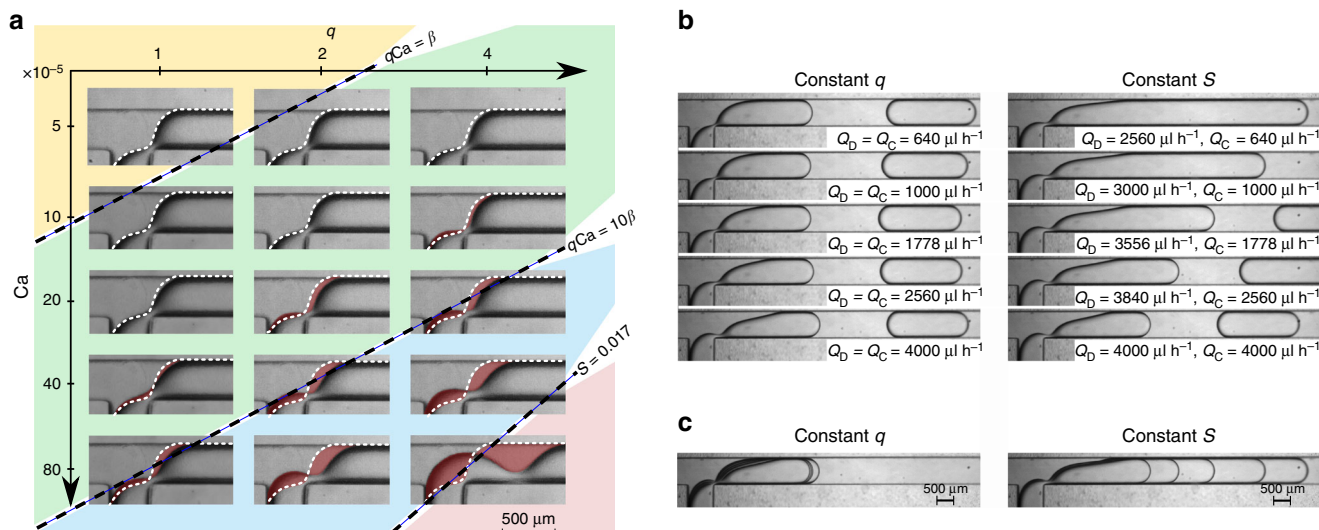 a
q
1
2
4
qCa = β
×10⁻⁵
5
10
qCa = 10β
Ca
20
S = 0.017
40
80
500 µm
b
Constant q
Constant S
Q_D = Q_C = 640 µl h⁻¹
Q_D = 2560 µl h⁻¹, Q_C = 640 µl h⁻¹
Q_D = Q_C = 1000 µl h⁻¹
Q_D = 3000 µl h⁻¹, Q_C = 1000 µl h⁻¹
Q_D = Q_C = 1778 µl h⁻¹
Q_D = 3556 µl h⁻¹, Q_C = 1778 µl h⁻¹
Q_D = Q_C = 2560 µl h⁻¹
Q_D = 3840 µl h⁻¹, Q_C = 2560 µl h⁻¹
Q_D = Q_C = 4000 µl h⁻¹
Q_D = 4000 µl h⁻¹, Q_C = 4000 µl h⁻¹
c
Constant q
Constant S
500 µm
500 µm